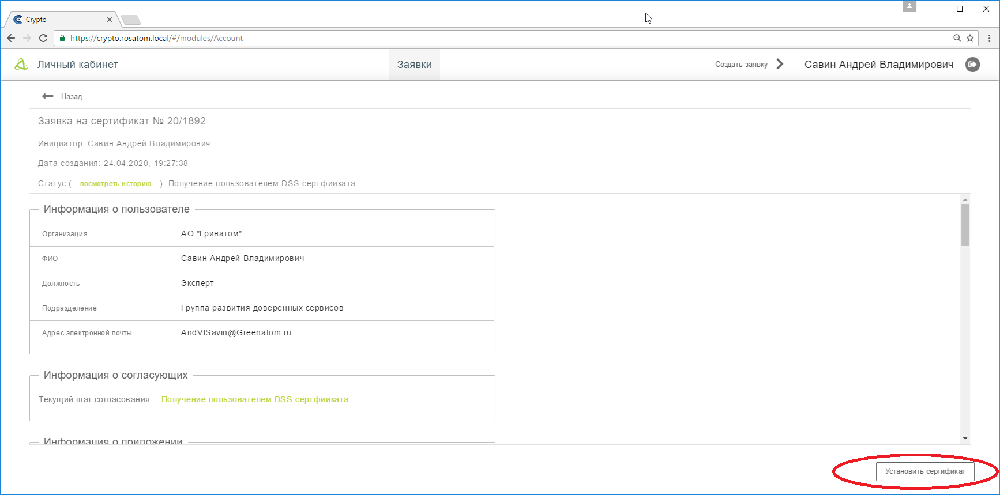 Crypto
https://crypto.rosatom.local/#/modules/Account
Личный кабинет
Заявки
Создать заявку
Савин Андрей Владимирович
Назад
Заявка на сертификат № 20/1892
Инициатор: Савин Андрей Владимирович
Дата создания: 24.04.2020, 19:27:38
Статус ( посмотреть историю ): Получение пользователем DSS сертфииката
Информация о пользователе
Организация АО "Гринатом"
ФИО Савин Андрей Владимирович
Должность Эксперт
Подразделение Группа развития доверенных сервисов
Адрес электронной почты AndVlSavin@Greenatom.ru
Информация о согласующих
Текущий шаг согласования: Получение пользователем DSS сертфииката
Информация о приложении
Установить сертификат